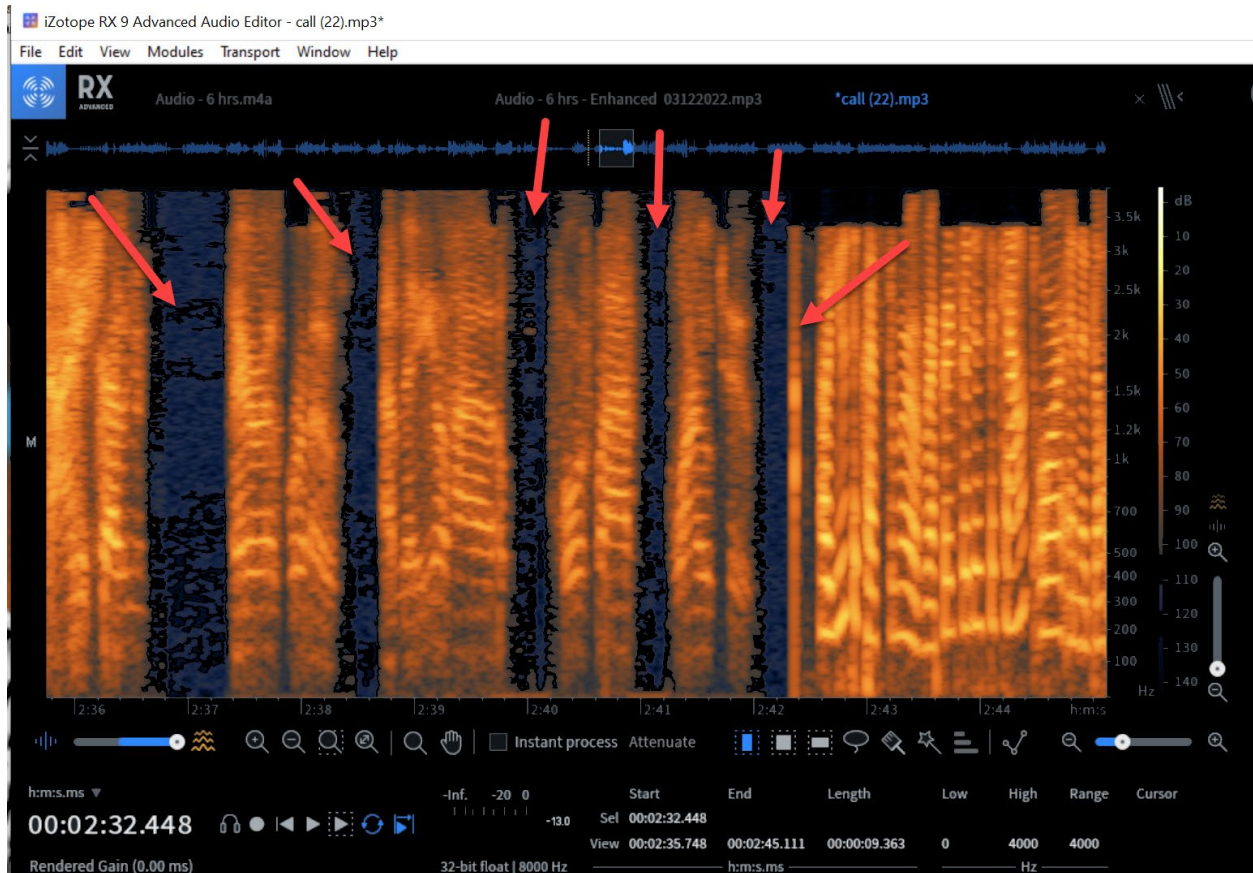 iZotope RX 9 Advanced Audio Editor - call (22).mp3*
File Edit View Modules Transport Window Help
RX
ADVANCED
Audio - 6 hrs.m4a
Audio - 6 hrs - Enhanced 03122022.mp3
*call (22).mp3
dB
3.5k
10
3k
20
2.5k
30
2k
40
1.5k
50
1.2k
60
M
70
1k
80
700
90
500
100
400
110
300
120
200
130
100
Hz
140
2:36 2:37 2:38 2:39 2:40 2:41 2:42 2:43 2:44 h:m:s
Instant process Attenuate
h:m:s.ms
-Inf. -20 0
Start End Length Low High Range Cursor
00:02:32.448
-13.0
Sel 00:02:32.448
View 00:02:35.748 00:02:45.111 00:00:09.363 0 4000 4000
Rendered Gain (0.00 ms)
32-bit float | 8000 Hz
h:m:s.ms
Hz